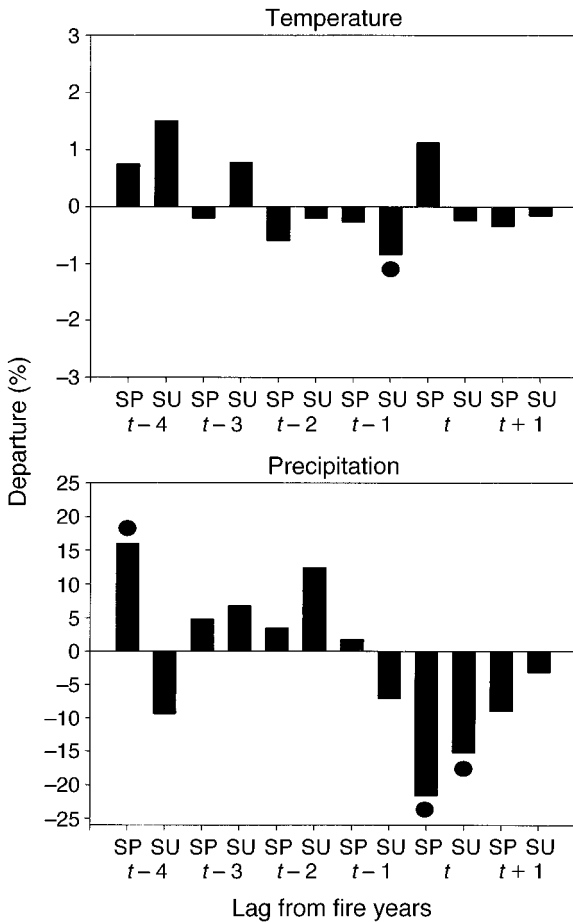 Temperature
3
2
1
0
−1
−2
−3
SP SU SP SU SP SU SP SU SP SU SP SU
t − 4 t − 3 t − 2 t − 1 t t + 1
Departure (%)
Precipitation
25
20
15
10
5
0
−5
−10
−15
−20
−25
SP SU SP SU SP SU SP SU SP SU SP SU
t − 4 t − 3 t − 2 t − 1 t t + 1
Lag from fire years